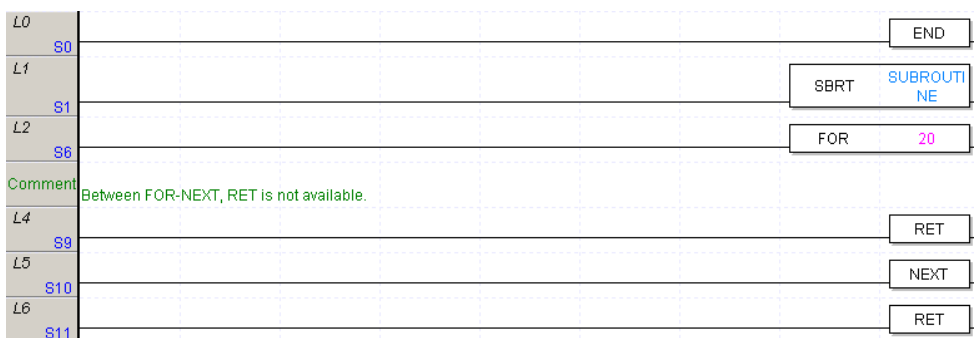 L0
S0
END
L1
S1
SBRT SUBROUTI
NE
L2
S6
FOR 20
Comment
Between FOR-NEXT, RET is not available.
L4
S9
RET
L5
S10
NEXT
L6
S11
RET